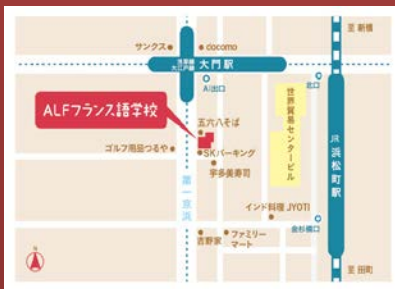 至 新橋
サンクス
docomo
浅草線
大江戸線
大門駅
A1出口
北口
ALFフランス語学校
五六八そば
世界貿易センタービル
JR 浜松町駅
ゴルフ用品つるや
SKパーキング
宇多美寿司
第一京浜
インド料理 JYOTI
金杉橋口
吉野家
ファミリー
マート
N
至 田町